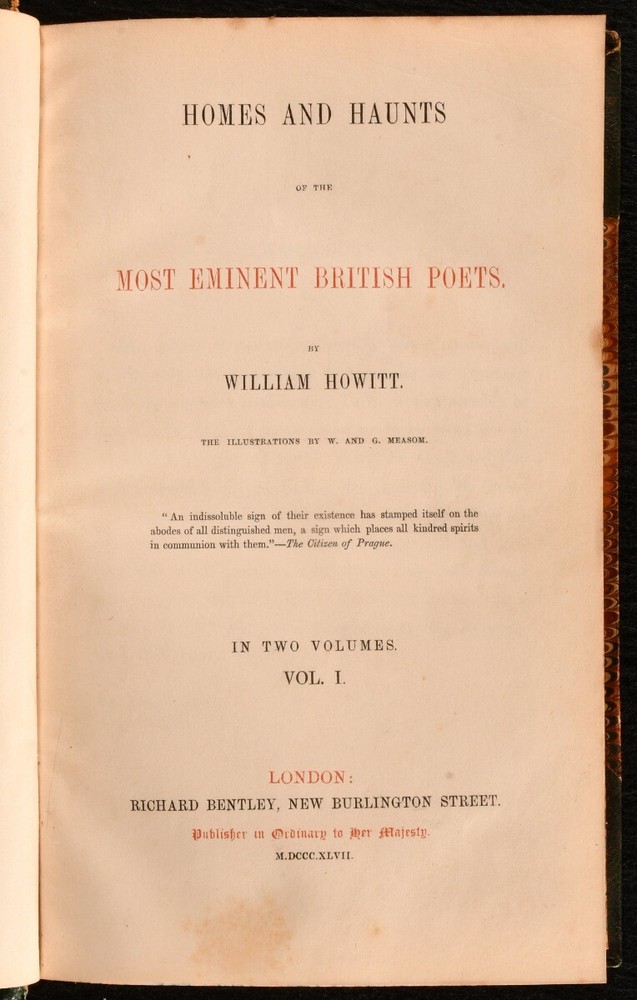 HOMES AND HAUNTS
OF THE
MOST EMINENT BRITISH POETS.
BY
WILLIAM HOWITT.
THE ILLUSTRATIONS BY W. AND G. MEASOM.
"An indissoluble sign of their existence has stamped itself on the
abodes of all distinguished men, a sign which places all kindred spirits
in communion with them."—The Citizen of Prague.
IN TWO VOLUMES.
VOL. I.
LONDON:
RICHARD BENTLEY, NEW BURLINGTON STREET.
Publisher in Ordinary to Her Majesty.
M.DCCC.XLVII.